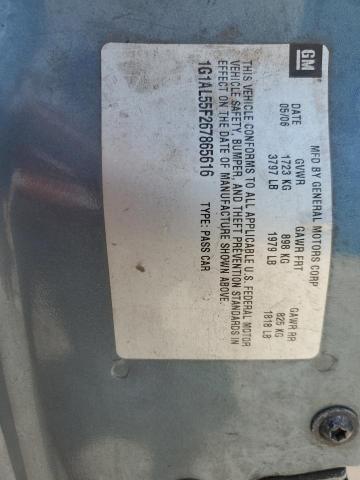 GM
MFD BY GENERAL MOTORS CORP
DATE GVWR GAWR FRT GAWR RR
05/06 1723 KG 898 KG 825 KG
3797 LB 1979 LB 1818 LB
THIS VEHICLE CONFORMS TO ALL APPLICABLE U.S. FEDERAL MOTOR
VEHICLE SAFETY, BUMPER, AND THEFT PREVENTION STANDARDS IN
EFFECT ON THE DATE OF MANUFACTURE SHOWN ABOVE.
1G1AL55F267865616 TYPE: PASS CAR